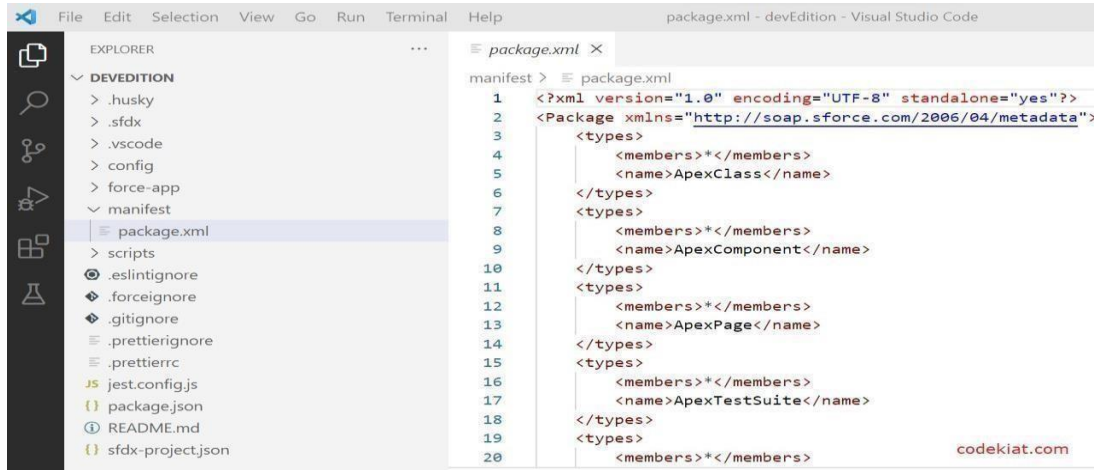 File Edit Selection View Go Run Terminal Help package.xml - devEdition - Visual Studio Code
EXPLORER ...
DEVEDITION
.husky
.sfdx
.vscode
config
force-app
manifest
package.xml
scripts
.eslintignore
.forceignore
.gitignore
.prettierignore
.prettierrc
JS jest.config.js
{} package.json
README.md
{} sfdx-project.json
package.xml ×
manifest > package.xml
1 <?xml version="1.0" encoding="UTF-8" standalone="yes"?>
2 <Package xmlns="http://soap.sforce.com/2006/04/metadata">
3 <types>
4 <members>*</members>
5 <name>ApexClass</name>
6 </types>
7 <types>
8 <members>*</members>
9 <name>ApexComponent</name>
10 </types>
11 <types>
12 <members>*</members>
13 <name>ApexPage</name>
14 </types>
15 <types>
16 <members>*</members>
17 <name>ApexTestSuite</name>
18 </types>
19 <types>
20 <members>*</members>
codekiat.com